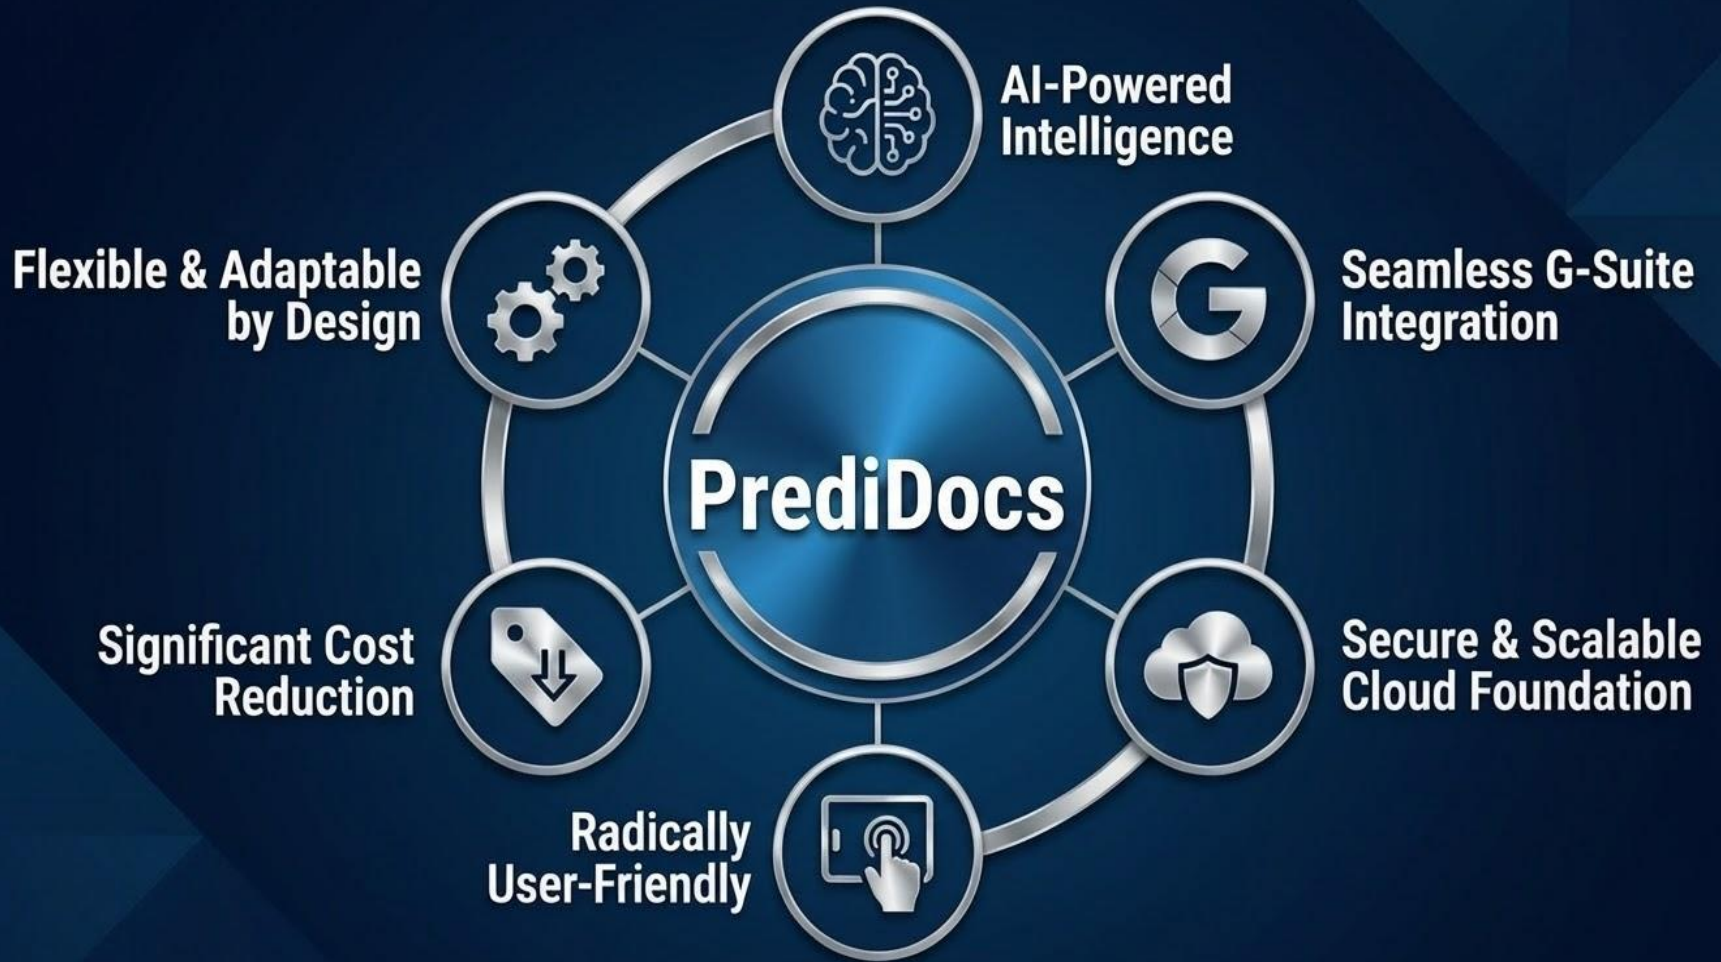 AI-Powered
Intelligence
Flexible & Adaptable
by Design
Seamless G-Suite
Integration
PrediDocs
Significant Cost
Reduction
Secure & Scalable
Cloud Foundation
Radically
User-Friendly